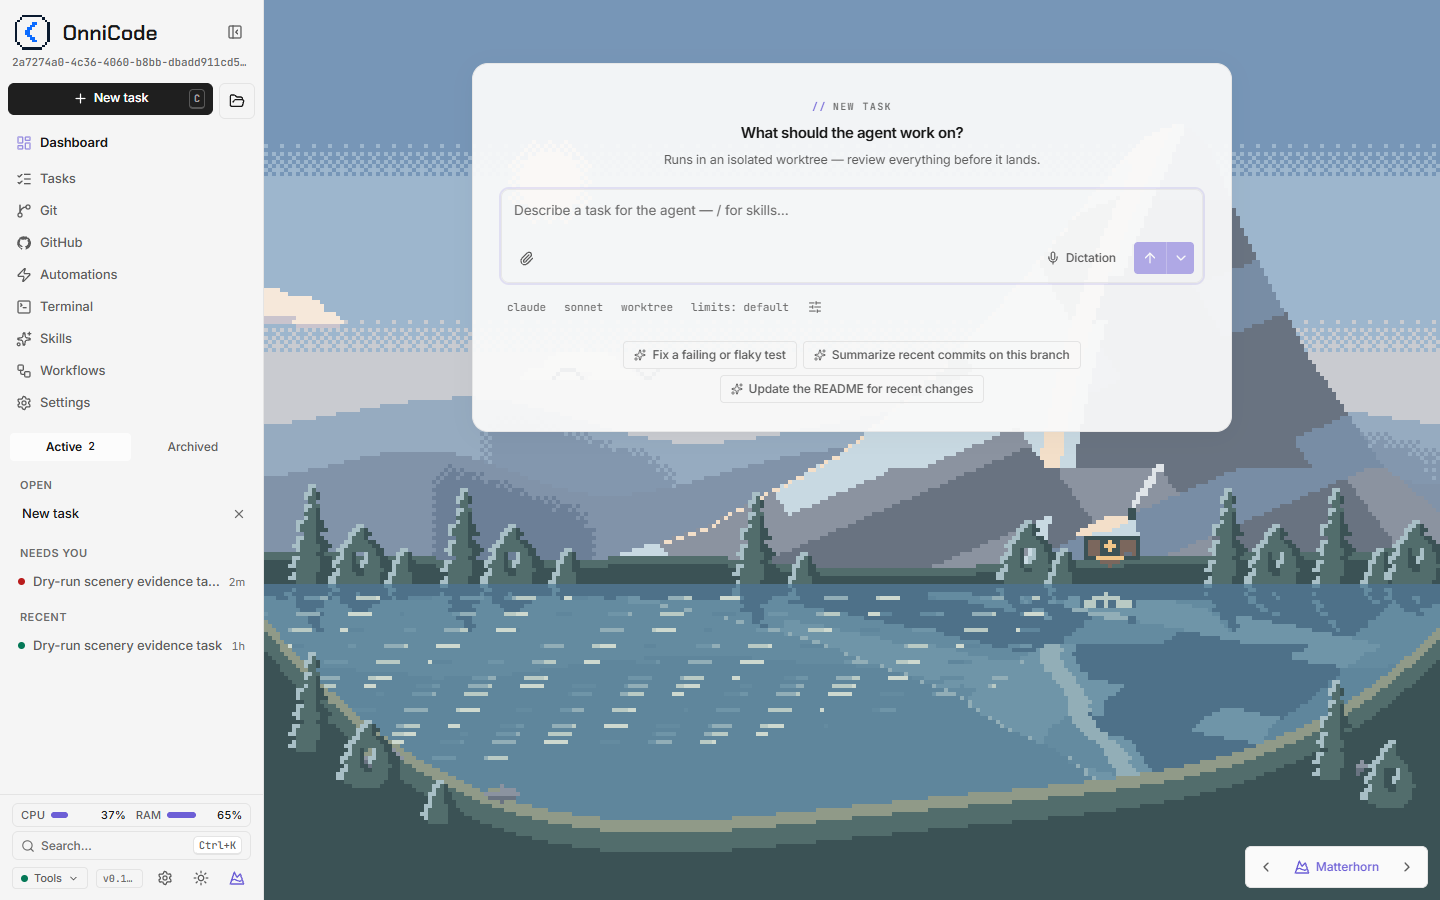 OnniCode
2a7274a0-4c36-4060-b8bb-dbadd911cd5…
New task C
Dashboard
Tasks
Git
GitHub
Automations
Terminal
Skills
Workflows
Settings
Active 2 Archived
OPEN
New task
NEEDS YOU
Dry-run scenery evidence ta… 2m
RECENT
Dry-run scenery evidence task 1h
CPU 37% RAM 65%
Search... Ctrl+K
Tools v0.1…
// NEW TASK
What should the agent work on?
Runs in an isolated worktree — review everything before it lands.
Describe a task for the agent — / for skills...
Dictation
claude sonnet worktree limits: default
Fix a failing or flaky test Summarize recent commits on this branch
Update the README for recent changes
Matterhorn